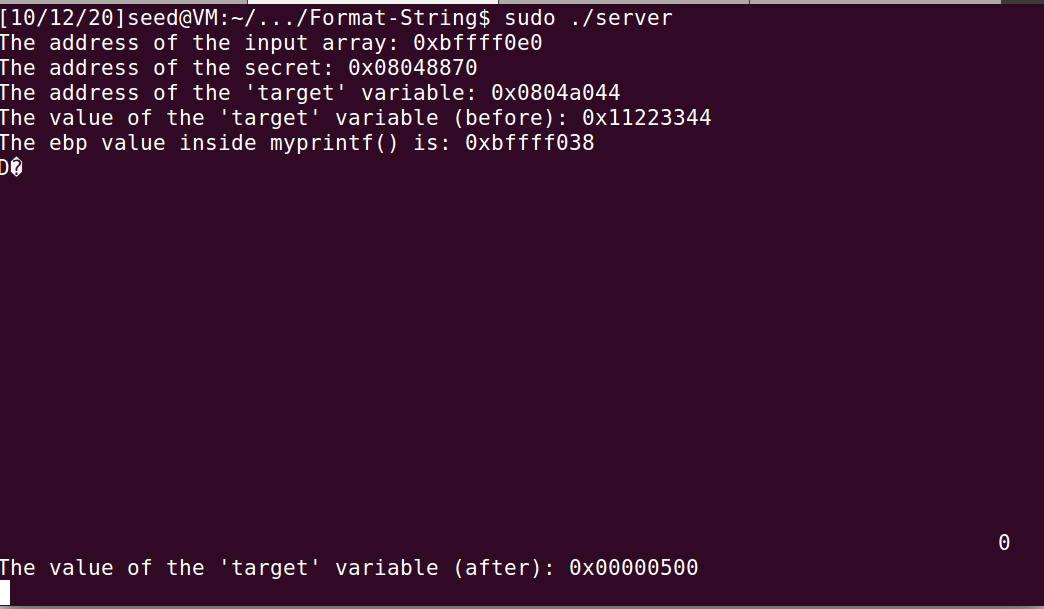 [10/12/20]seed@VM:~/.../Format-String$ sudo ./server
The address of the input array: 0xbffff0e0
The address of the secret: 0x08048870
The address of the 'target' variable: 0x0804a044
The value of the 'target' variable (before): 0x11223344
The ebp value inside myprintf() is: 0xbffff038
D�
0
The value of the 'target' variable (after): 0x00000500